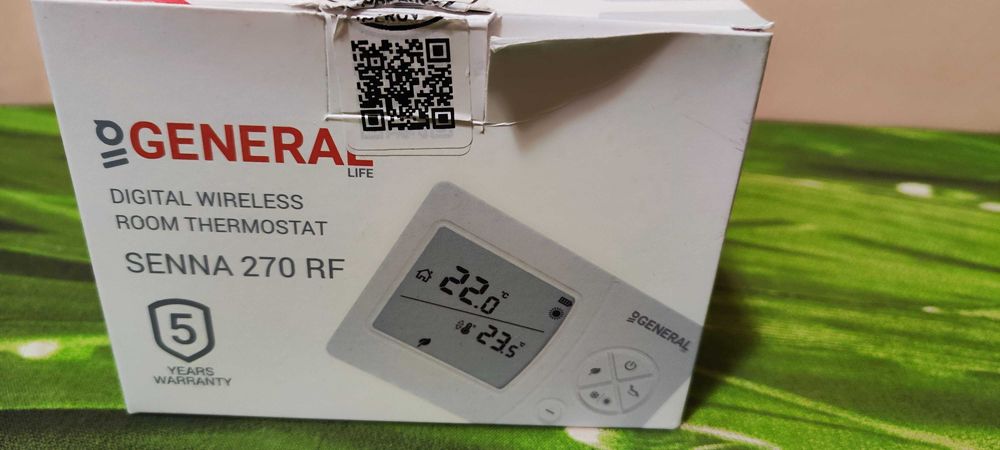 GENERAL
LIFE
DIGITAL WIRELESS
ROOM THERMOSTAT
SENNA 270 RF
5
YEARS
WARRANTY
22.0 °C
23.5 °C
GENERAL